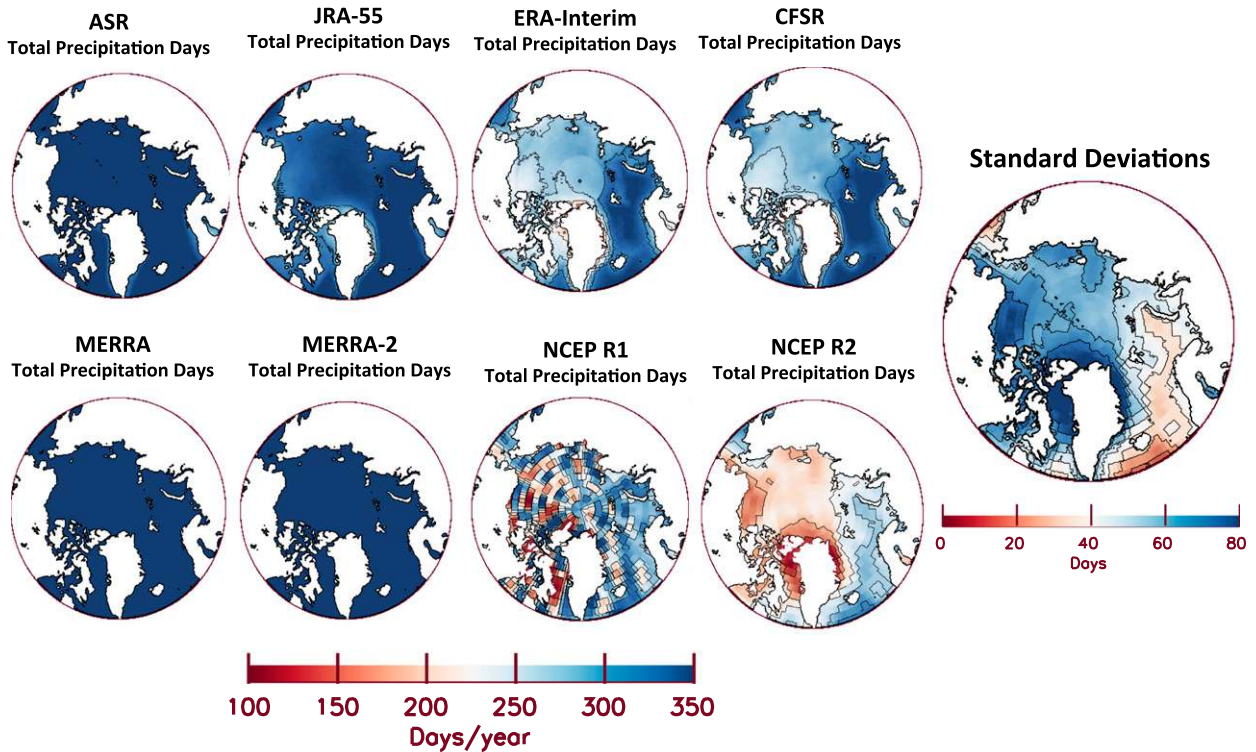 ASR
Total Precipitation Days
JRA-55
Total Precipitation Days
ERA-Interim
Total Precipitation Days
CFSR
Total Precipitation Days
Standard Deviations
MERRA
Total Precipitation Days
MERRA-2
Total Precipitation Days
NCEP R1
Total Precipitation Days
NCEP R2
Total Precipitation Days
0 20 40 60 80
Days
100 150 200 250 300 350
Days/year